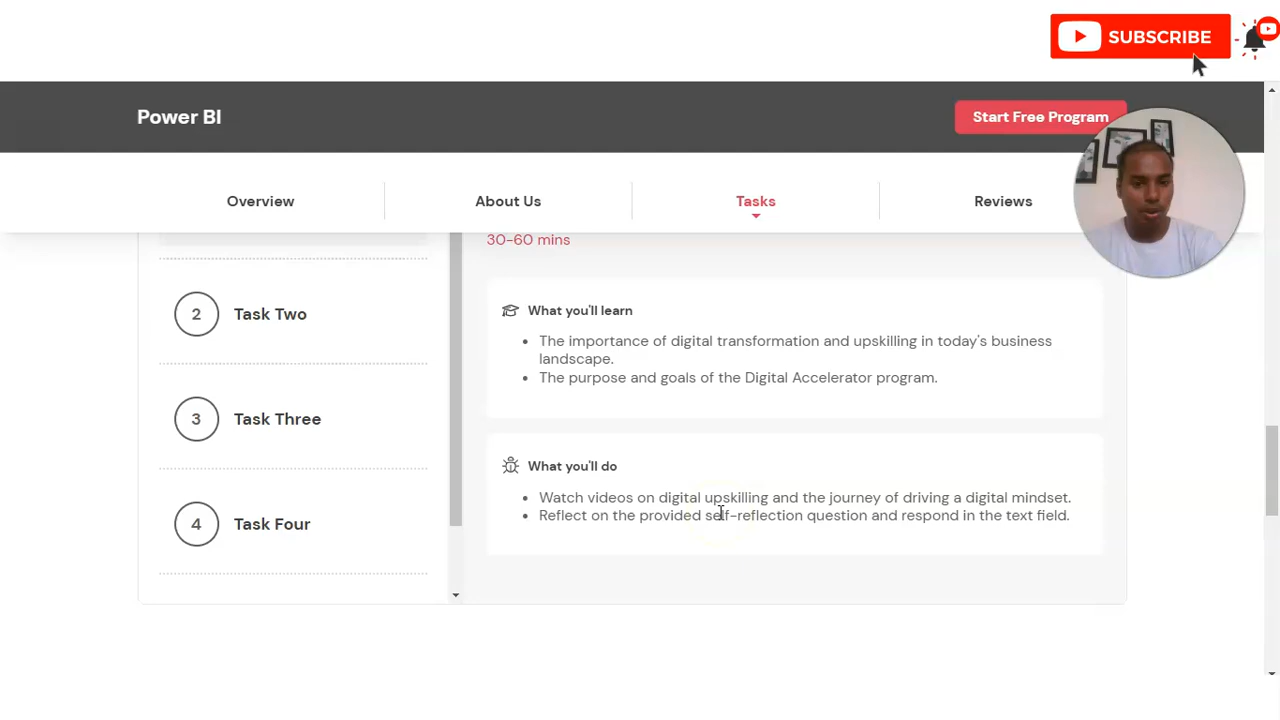 SUBSCRIBE
Power BI
Start Free Program
Overview
About Us
Tasks
Reviews
30-60 mins
2
Task Two
3
Task Three
4
Task Four
What you'll learn
• The importance of digital transformation and upskilling in today's business
landscape.
• The purpose and goals of the Digital Accelerator program.
What you'll do
• Watch videos on digital upskilling and the journey of driving a digital mindset.
• Reflect on the provided self-reflection question and respond in the text field.